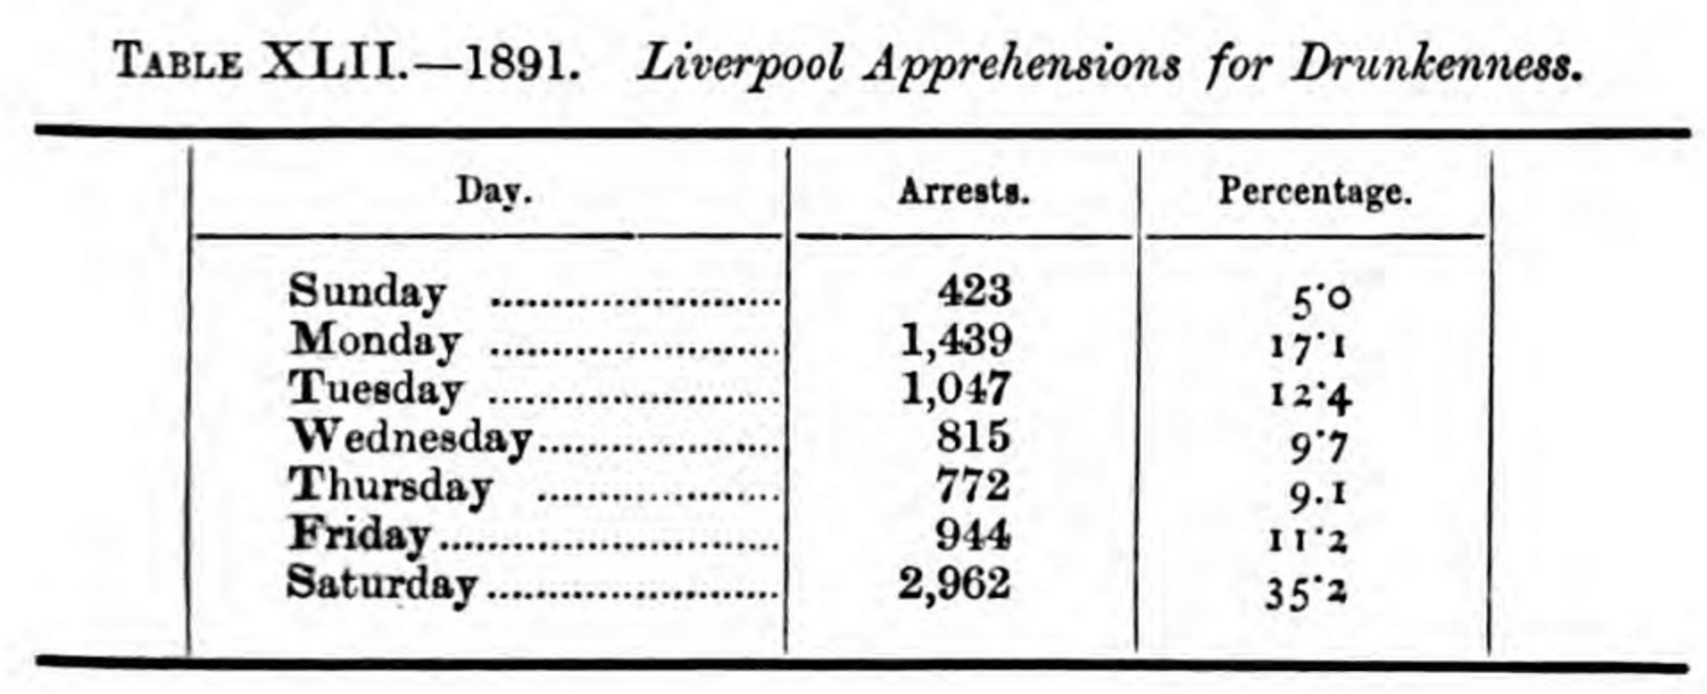 TABLE XLII.—1891. Liverpool Apprehensions for Drunkenness.
Day. Arrests. Percentage.
Sunday ........................ 423 5·0
Monday ........................ 1,439 17·1
Tuesday ........................ 1,047 12·4
Wednesday .................... 815 9·7
Thursday .................... 772 9.1
Friday ............................ 944 11·2
Saturday ........................ 2,962 35·2